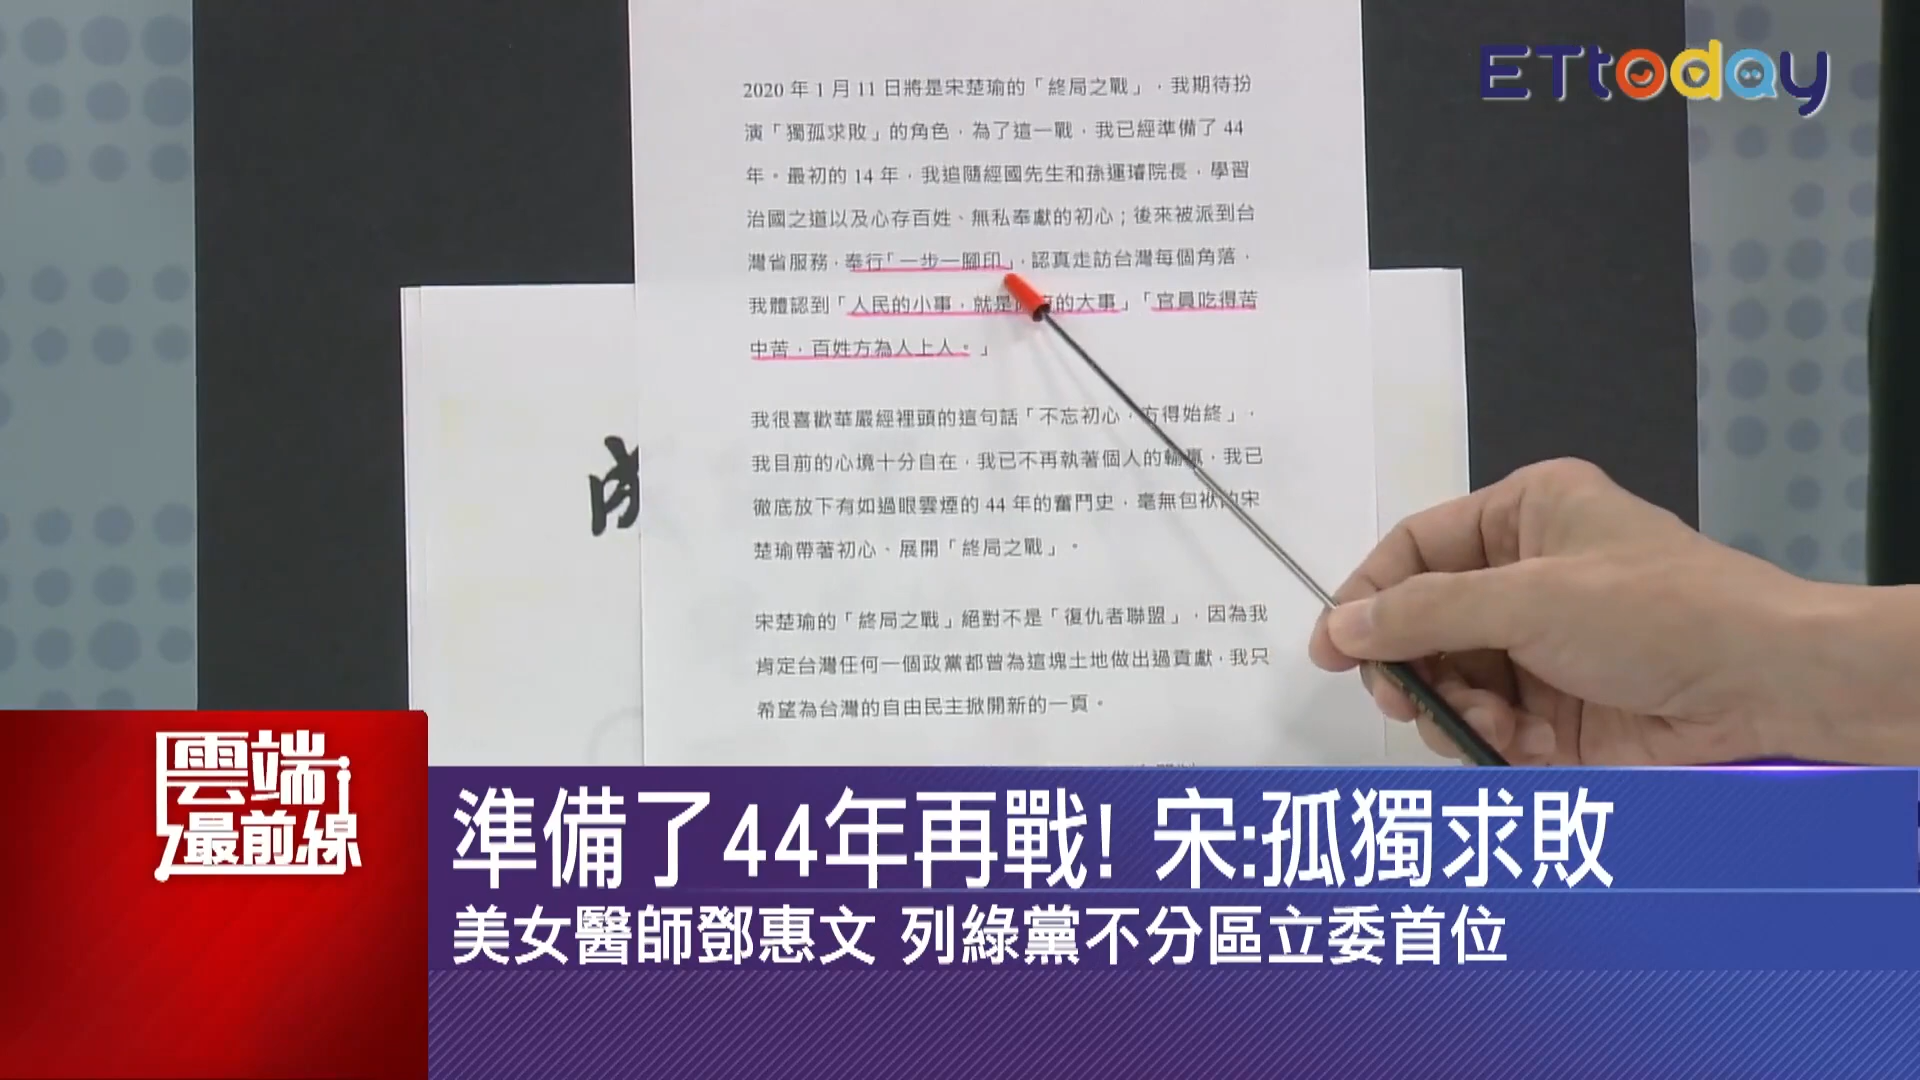 ETtoday
2020 年 1 月 11 日將是宋楚瑜的「終局之戰」，我期待扮
演「獨孤求敗」的角色，為了這一戰，我已經準備了 44
年。最初的 14 年，我追隨經國先生和孫運璿院長，學習
治國之道以及心存百姓、無私奉獻的初心；後來被派到台
灣省服務，奉行「一步一腳印」，認真走訪台灣每個角落，
我體認到「人民的小事，就是的大事」「官員吃得苦
中苦，百姓方為人上人。」
我很喜歡華嚴經裡頭的這句話「不忘初心，方得始終」，
我目前的心境十分自在，我已不再執著個人的輸贏，我已
徹底放下有如過眼雲煙的 44 年的奮鬥史，毫無包袱的宋
楚瑜帶著初心、展開「終局之戰」。
宋楚瑜的「終局之戰」絕對不是「復仇者聯盟」，因為我
肯定台灣任何一個政黨都曾為這塊土地做出過貢獻，我只
希望為台灣的自由民主掀開新的一頁。
雲端
最前線
準備了44年再戰! 宋:孤獨求敗
美女醫師鄧惠文 列綠黨不分區立委首位